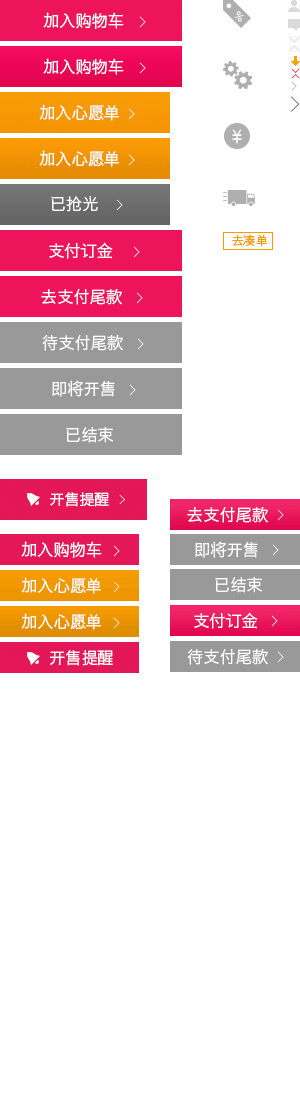 加入购物车
加入购物车
加入心愿单
加入心愿单
已抢光
支付订金
去支付尾款
待支付尾款
即将开售
已结束
%
¥
去凑单
开售提醒
加入购物车
加入心愿单
加入心愿单
开售提醒
去支付尾款
即将开售
已结束
支付订金
待支付尾款